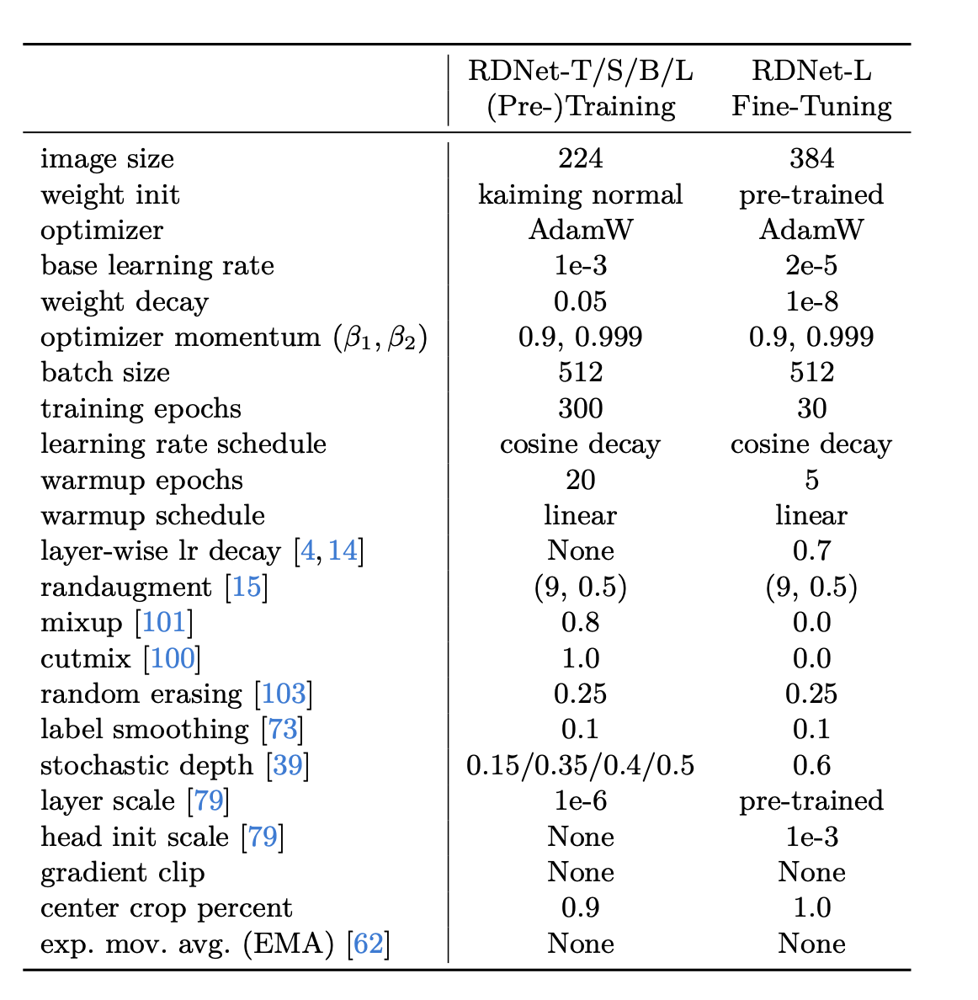 RDNet-T/S/B/L RDNet-L
(Pre-)Training Fine-Tuning
image size 224 384
weight init kaiming normal pre-trained
optimizer AdamW AdamW
base learning rate 1e-3 2e-5
weight decay 0.05 1e-8
optimizer momentum (β₁, β₂) 0.9, 0.999 0.9, 0.999
batch size 512 512
training epochs 300 30
learning rate schedule cosine decay cosine decay
warmup epochs 20 5
warmup schedule linear linear
layer-wise lr decay [4, 14] None 0.7
randaugment [15] (9, 0.5) (9, 0.5)
mixup [101] 0.8 0.0
cutmix [100] 1.0 0.0
random erasing [103] 0.25 0.25
label smoothing [73] 0.1 0.1
stochastic depth [39] 0.15/0.35/0.4/0.5 0.6
layer scale [79] 1e-6 pre-trained
head init scale [79] None 1e-3
gradient clip None None
center crop percent 0.9 1.0
exp. mov. avg. (EMA) [62] None None